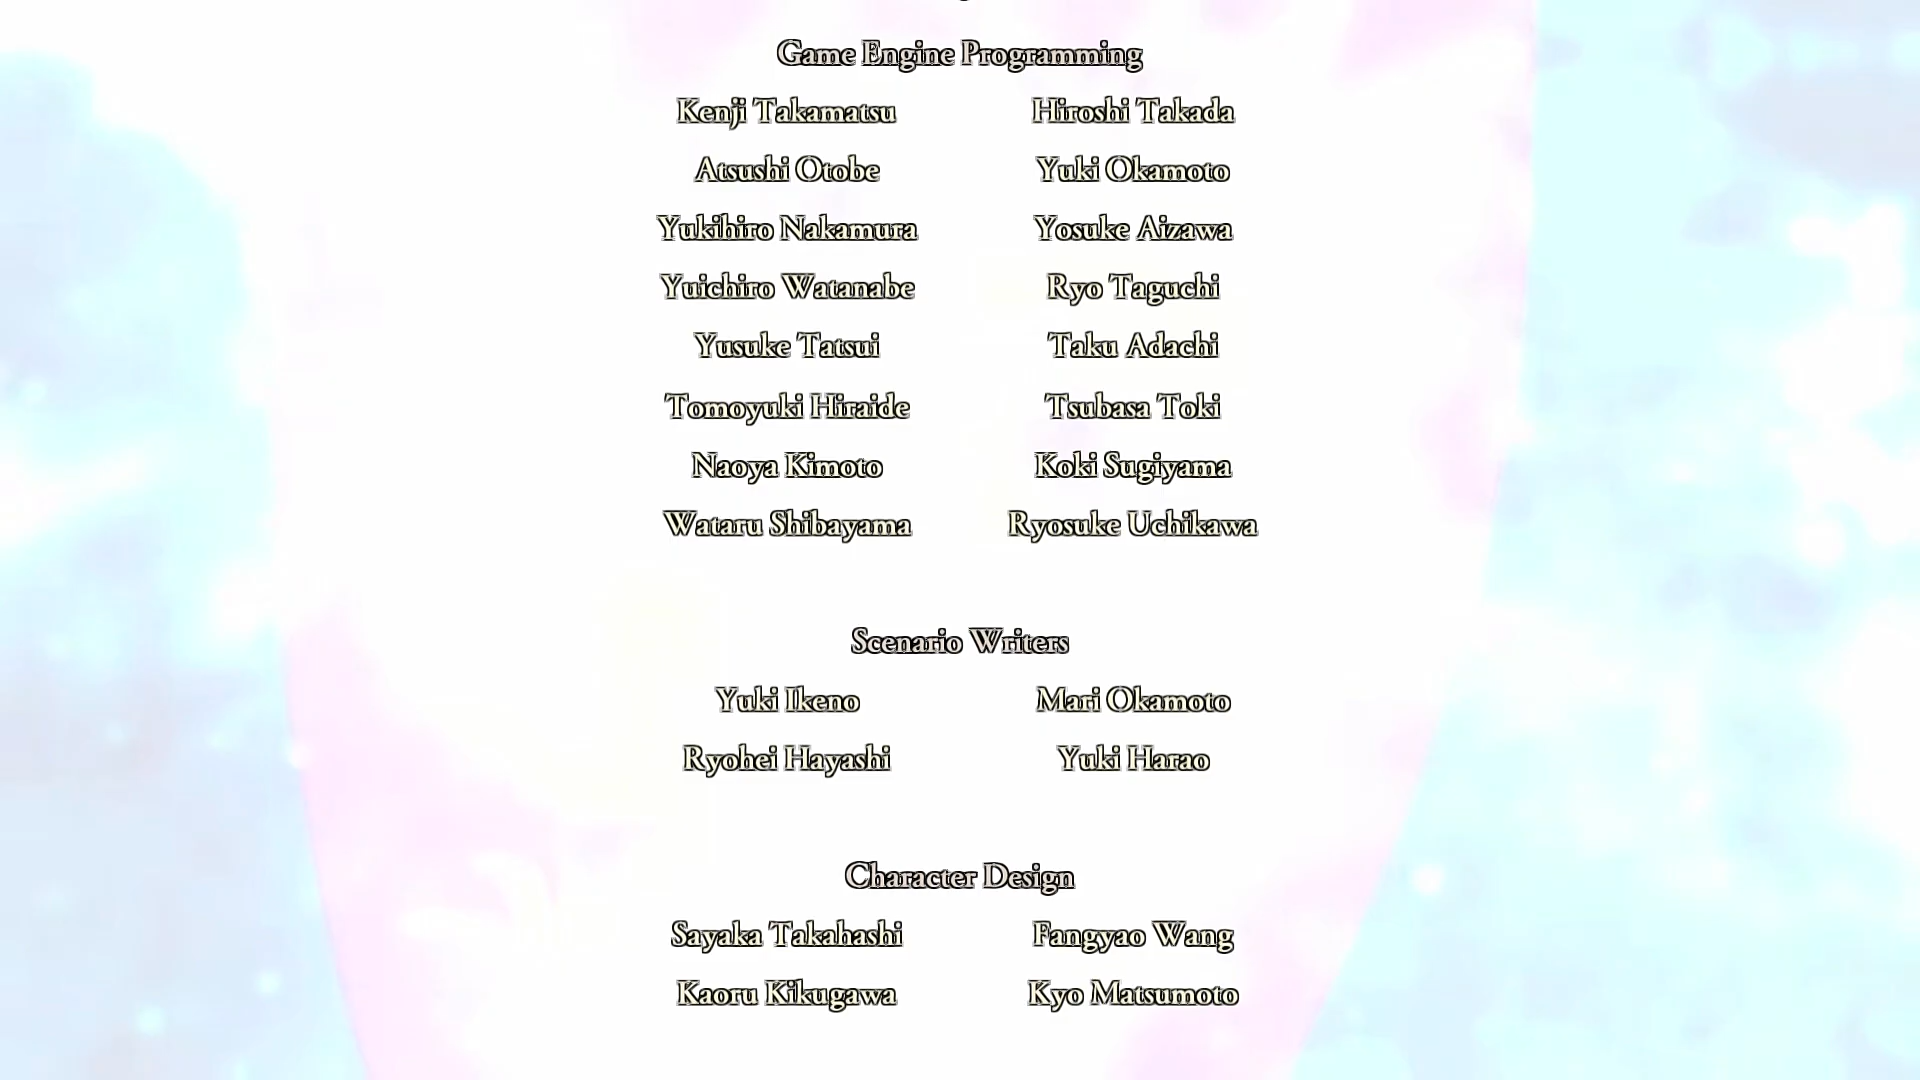 Game Engine Programming
Kenji Takamatsu Hiroshi Takada
Atsushi Otobe Yuki Okamoto
Yukihiro Nakamura Yosuke Aizawa
Yuichiro Watanabe Ryo Taguchi
Yusuke Tatsui Taku Adachi
Tomoyuki Hiraide Tsubasa Toki
Naoya Kimoto Koki Sugiyama
Wataru Shibayama Ryosuke Uchikawa
Scenario Writers
Yuki Ikeno Mari Okamoto
Ryohei Hayashi Yuki Harao
Character Design
Sayaka Takahashi Fangyao Wang
Kaoru Kikugawa Kyo Matsumoto